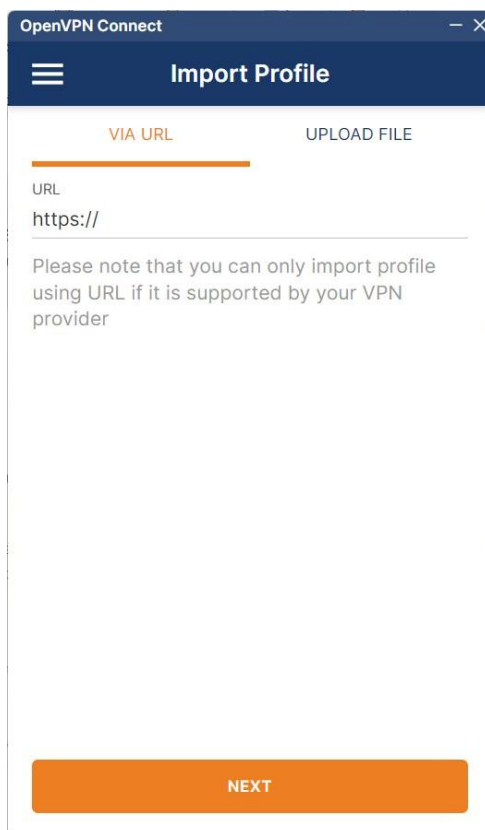 OpenVPN Connect
Import Profile
VIA URL
UPLOAD FILE
URL
https://
Please note that you can only import profile
using URL if it is supported by your VPN
provider
NEXT